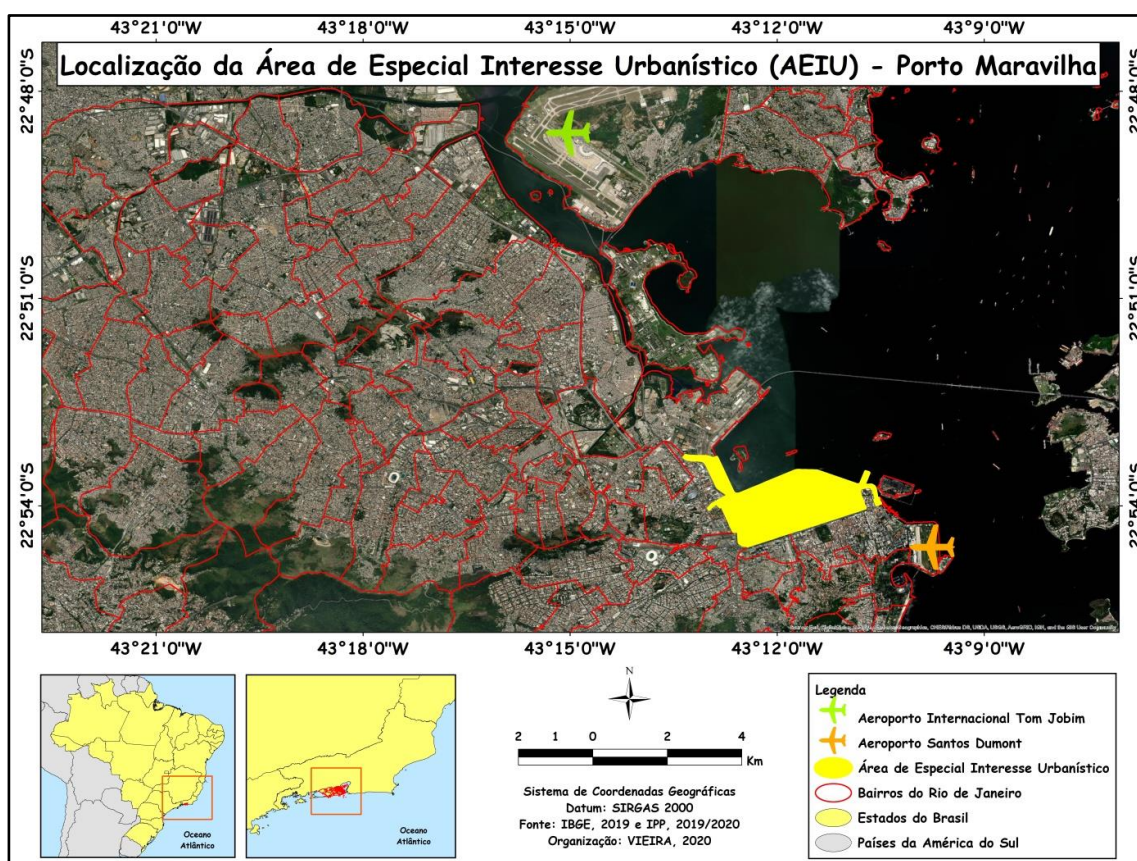 43°21'0"W 43°18'0"W 43°15'0"W 43°12'0"W 43°9'0"W
Localização da Área de Especial Interesse Urbanístico (AEIU) - Porto Maravilha
22°48'0"S 22°48'0"S
22°51'0"S 22°51'0"S
22°54'0"S 22°54'0"S
43°21'0"W 43°18'0"W 43°15'0"W 43°12'0"W 43°9'0"W
Oceano
Atlântico
Oceano
Atlântico
N
2 0 2 4
Km
Sistema de Coordenadas Geográficas
Datum: SIRGAS 2000
Fonte: IBGE, 2019 e IPP, 2019/2020
Organização: VIEIRA, 2020
Legenda
Aeroporto Internacional Tom Jobim
Aeroporto Santos Dumont
Área de Especial Interesse Urbanístico
Bairros do Rio de Janeiro
Estados do Brasil
Países da América do Sul